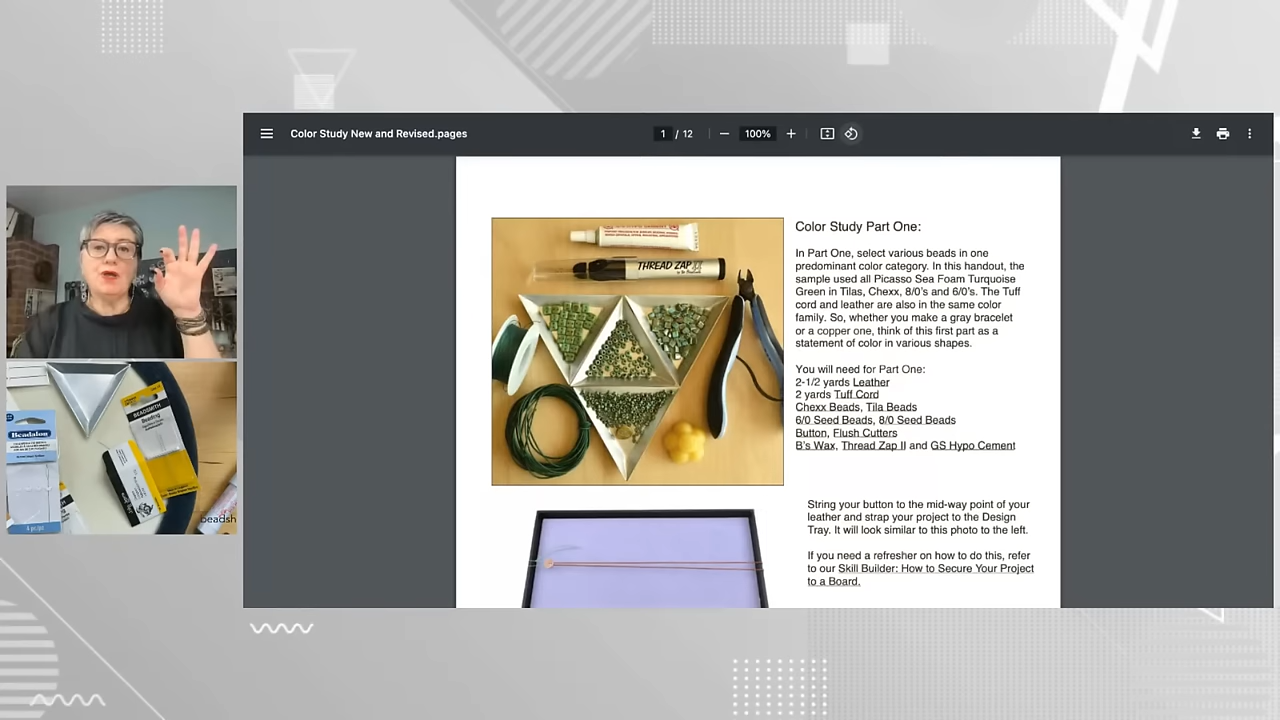 Color Study New and Revised.pages
1 / 12
100%
THREAD ZAP II
Color Study Part One:
In Part One, select various beads in one
predominant color category. In this handout, the
sample used all Picasso Sea Foam Turquoise
Green in Tilas, Chexx, 8/0's and 6/0's. The Tuff
cord and leather are also in the same color
family. So, whether you make a gray bracelet
or a copper one, think of this first part as a
statement of color in various shapes.
You will need for Part One:
2-1/2 yards Leather
2 yards Tuff Cord
Chexx Beads, Tila Beads
6/0 Seed Beads, 8/0 Seed Beads
Button, Flush Cutters
B's Wax, Thread Zap II and GS Hypo Cement
String your button to the mid-way point of your
leather and strap your project to the Design
Tray. It will look similar to this photo to the left.
If you need a refresher on how to do this, refer
to our Skill Builder: How to Secure Your Project
to a Board.
Beadalon
BEADSMITH
beadsh